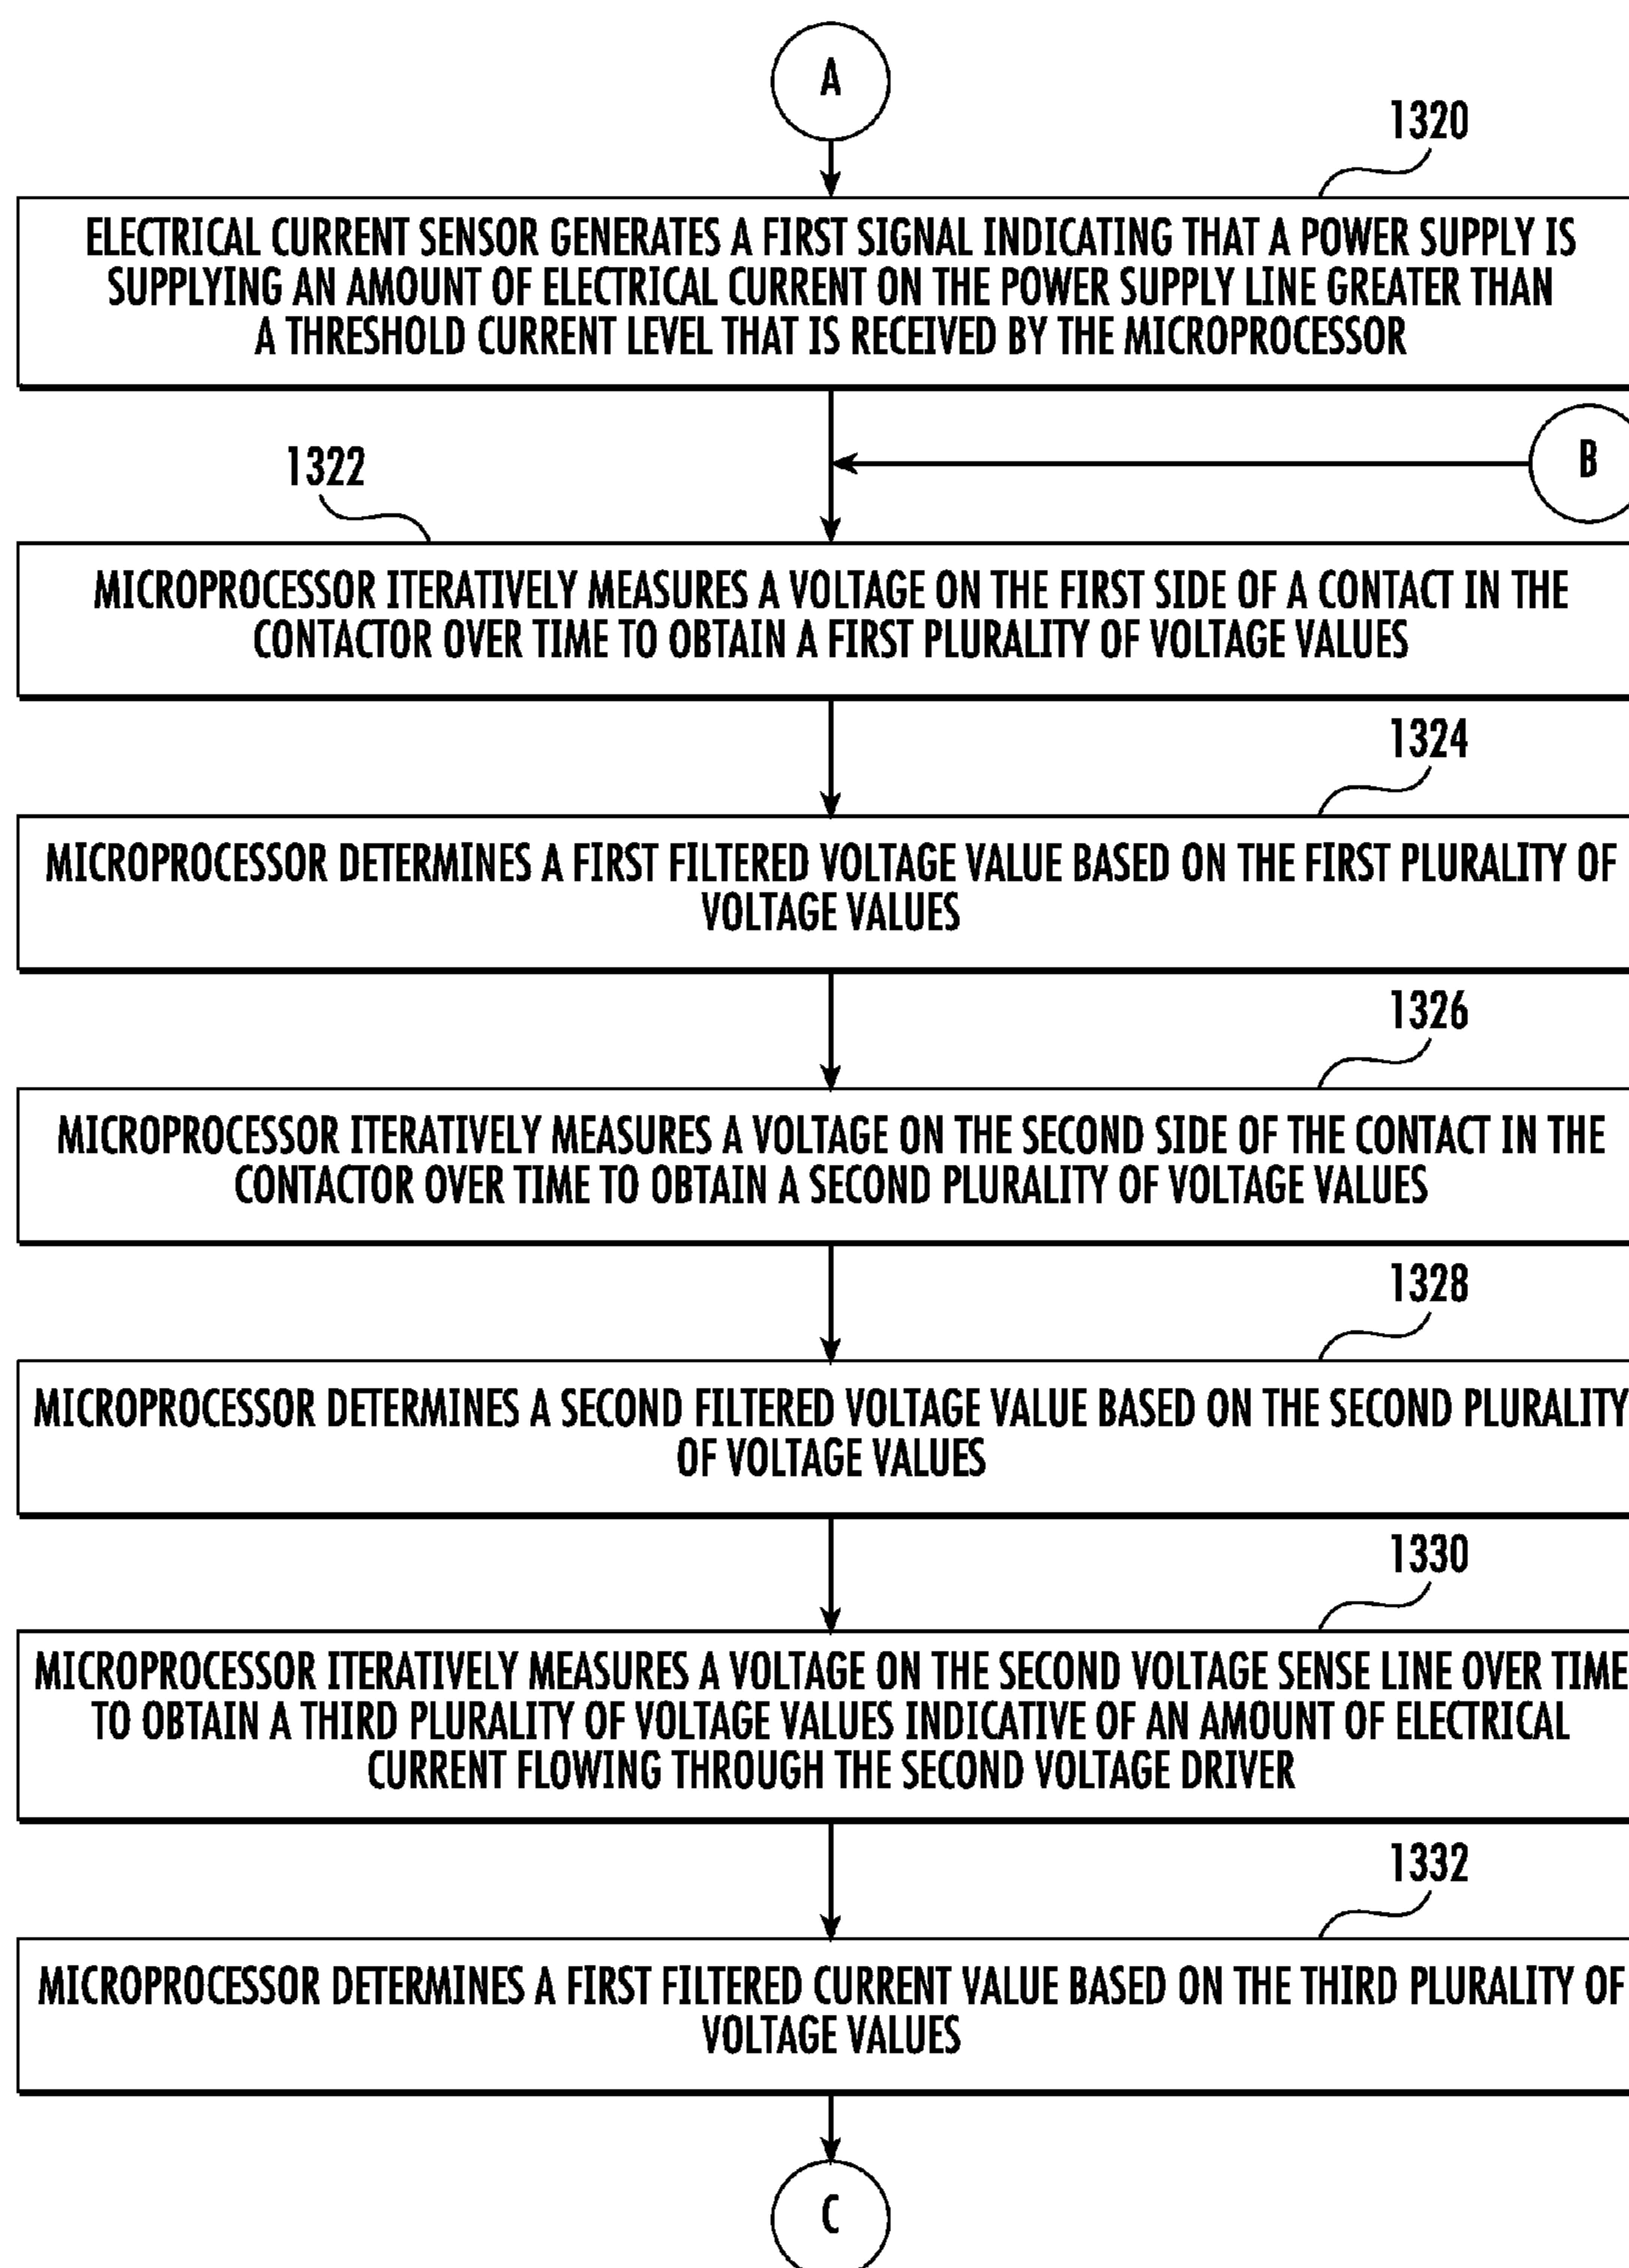 A
1320
ELECTRICAL CURRENT SENSOR GENERATES A FIRST SIGNAL INDICATING THAT A POWER SUPPLY IS
SUPPLYING AN AMOUNT OF ELECTRICAL CURRENT ON THE POWER SUPPLY LINE GREATER THAN
A THRESHOLD CURRENT LEVEL THAT IS RECEIVED BY THE MICROPROCESSOR
B
1322
MICROPROCESSOR ITERATIVELY MEASURES A VOLTAGE ON THE FIRST SIDE OF A CONTACT IN THE
CONTACTOR OVER TIME TO OBTAIN A FIRST PLURALITY OF VOLTAGE VALUES
1324
MICROPROCESSOR DETERMINES A FIRST FILTERED VOLTAGE VALUE BASED ON THE FIRST PLURALITY OF
VOLTAGE VALUES
1326
MICROPROCESSOR ITERATIVELY MEASURES A VOLTAGE ON THE SECOND SIDE OF THE CONTACT IN THE
CONTACTOR OVER TIME TO OBTAIN A SECOND PLURALITY OF VOLTAGE VALUES
1328
MICROPROCESSOR DETERMINES A SECOND FILTERED VOLTAGE VALUE BASED ON THE SECOND PLURALITY
OF VOLTAGE VALUES
1330
MICROPROCESSOR ITERATIVELY MEASURES A VOLTAGE ON THE SECOND VOLTAGE SENSE LINE OVER TIME
TO OBTAIN A THIRD PLURALITY OF VOLTAGE VALUES INDICATIVE OF AN AMOUNT OF ELECTRICAL
CURRENT FLOWING THROUGH THE SECOND VOLTAGE DRIVER
1332
MICROPROCESSOR DETERMINES A FIRST FILTERED CURRENT VALUE BASED ON THE THIRD PLURALITY OF
VOLTAGE VALUES
C